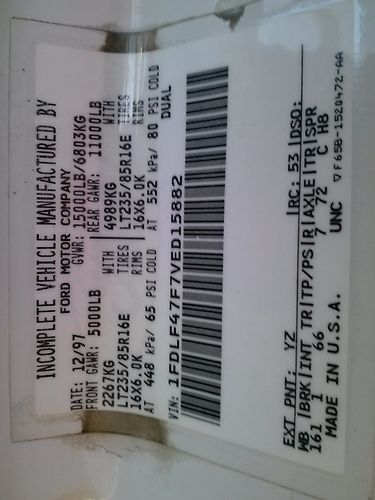 INCOMPLETE VEHICLE MANUFACTURED BY
FORD MOTOR COMPANY
DATE: 12/97 GVWR: 15000LB/6803KG
FRONT GAWR: 5000LB REAR GAWR: 11000LB
2267KG WITH 4989KG WITH
LT235/85R16E TIRES LT235/85R16E TIRES
16X6.0K RIMS 16X6.0K RIMS
AT 448 kPa/ 65 PSI COLD AT 552 kPa/ 80 PSI COLD
DUAL
VIN: 1FDLF47F7VED15882
EXT PNT: YZ RC: 53 DSO:
WB BRK INT TR TP/PS R AXLE TR SPR
161 1 66 7 72 C H8
MADE IN U.S.A. UNC ▽F65B-1520472-AA